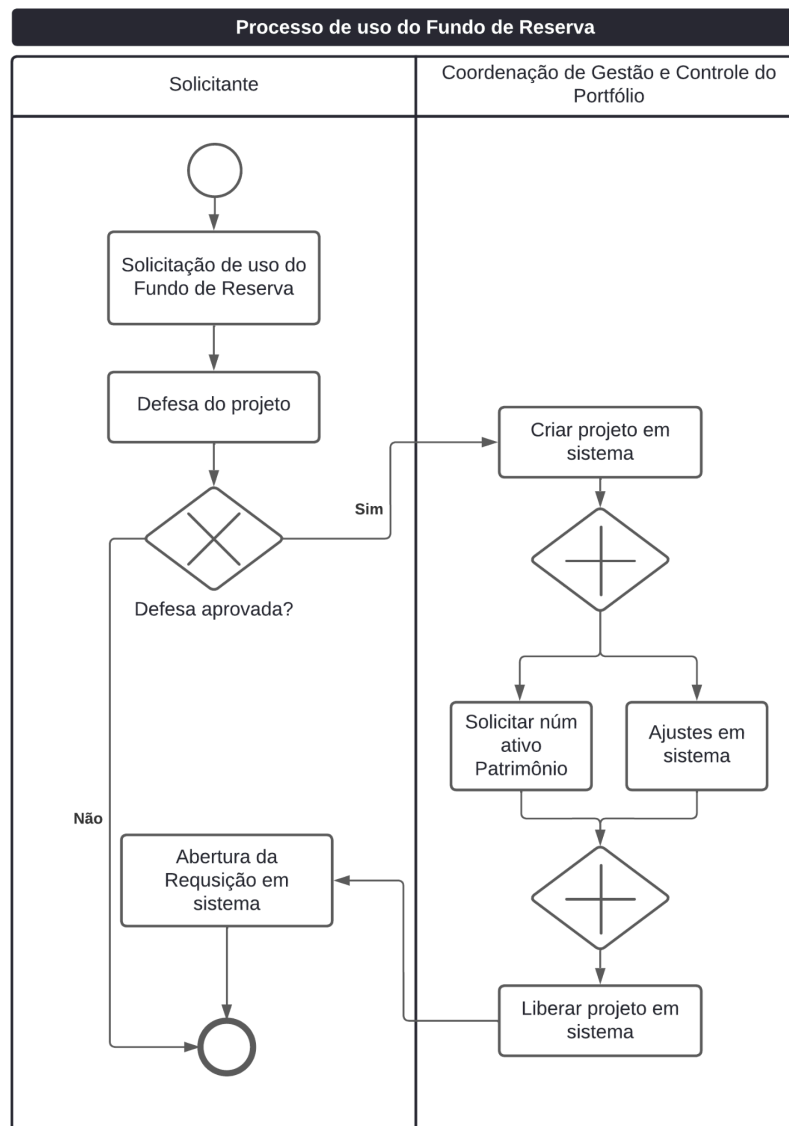 Processo de uso do Fundo de Reserva
Solicitante
Coordenação de Gestão e Controle do
Portfólio
Solicitação de uso do
Fundo de Reserva
Defesa do projeto
Sim
Defesa aprovada?
Criar projeto em
sistema
Solicitar núm
ativo
Patrimônio
Ajustes em
sistema
Não
Abertura da
Requsição em
sistema
Liberar projeto em
sistema